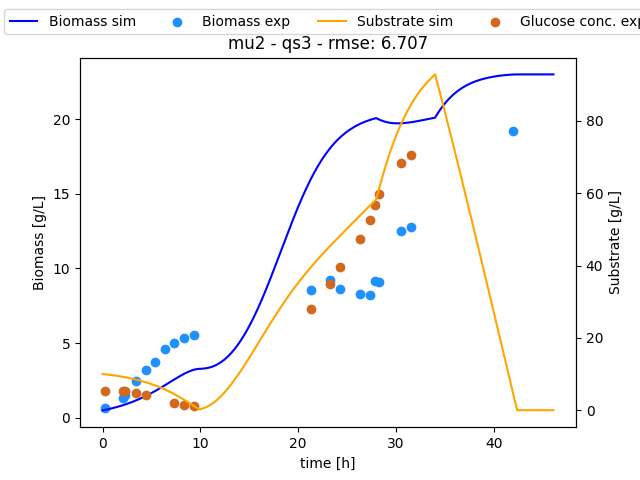 Biomass sim Biomass exp Substrate sim Glucose conc. exp
mu2 - qs3 - rmse: 6.707
20
15
10
5
0
Biomass [g/L]
80
60
40
20
0
Substrate [g/L]
0 10 20 30 40
time [h]